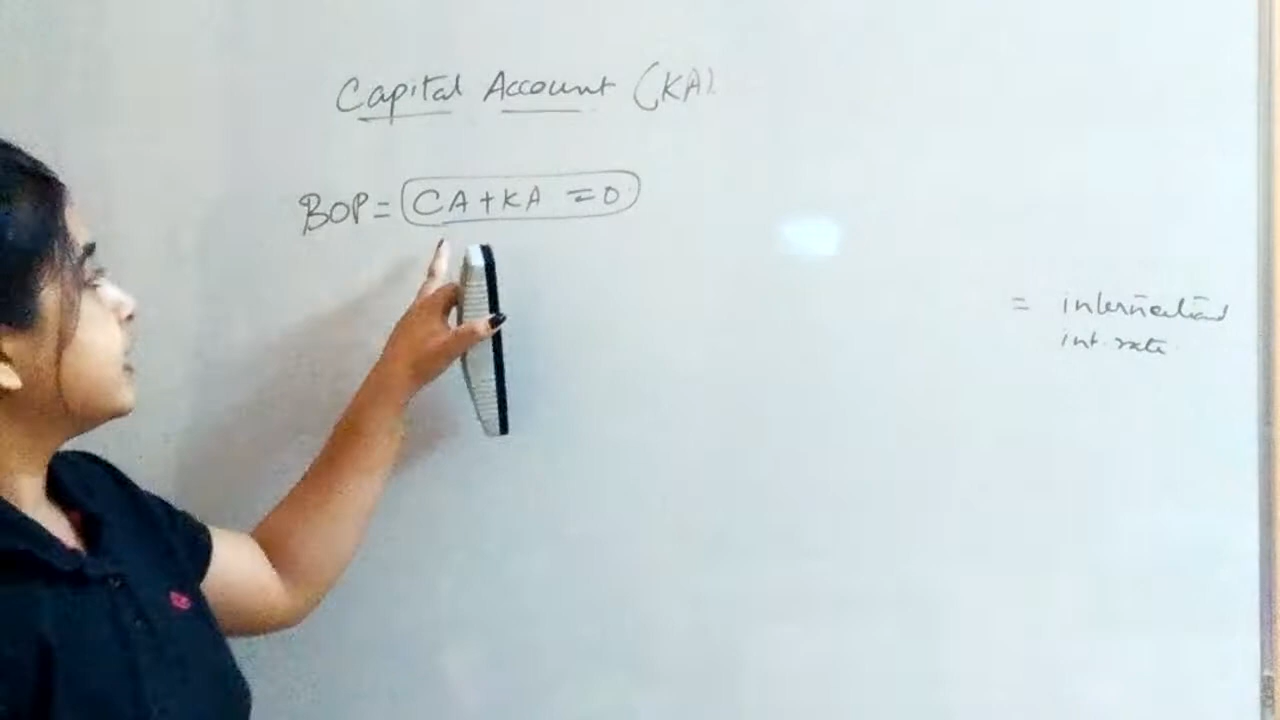 Capital Account (KA)
BOP = CA + KA = 0
= international
int. rate